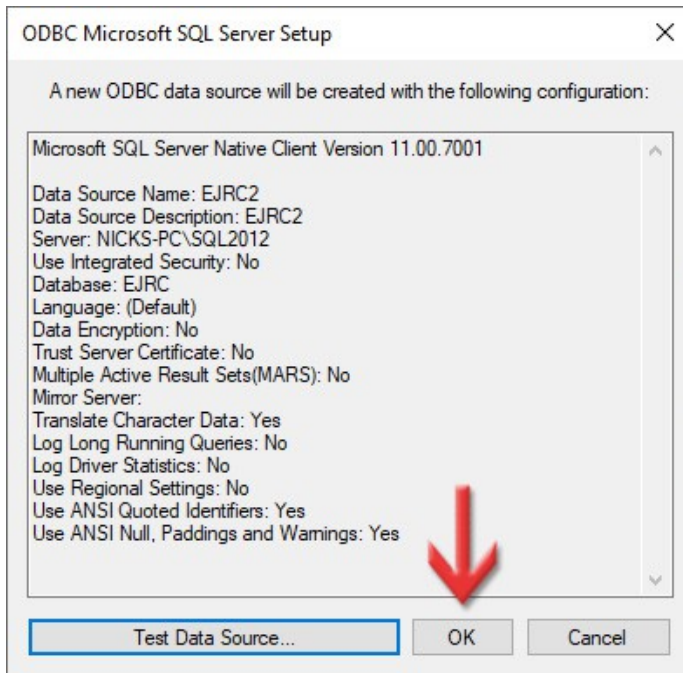 ODBC Microsoft SQL Server Setup
A new ODBC data source will be created with the following configuration:
Microsoft SQL Server Native Client Version 11.00.7001
Data Source Name: EJRC2
Data Source Description: EJRC2
Server: NICKS-PC\SQL2012
Use Integrated Security: No
Database: EJRC
Language: (Default)
Data Encryption: No
Trust Server Certificate: No
Multiple Active Result Sets(MARS): No
Mirror Server:
Translate Character Data: Yes
Log Long Running Queries: No
Log Driver Statistics: No
Use Regional Settings: No
Use ANSI Quoted Identifiers: Yes
Use ANSI Null, Paddings and Warnings: Yes
Test Data Source... OK Cancel